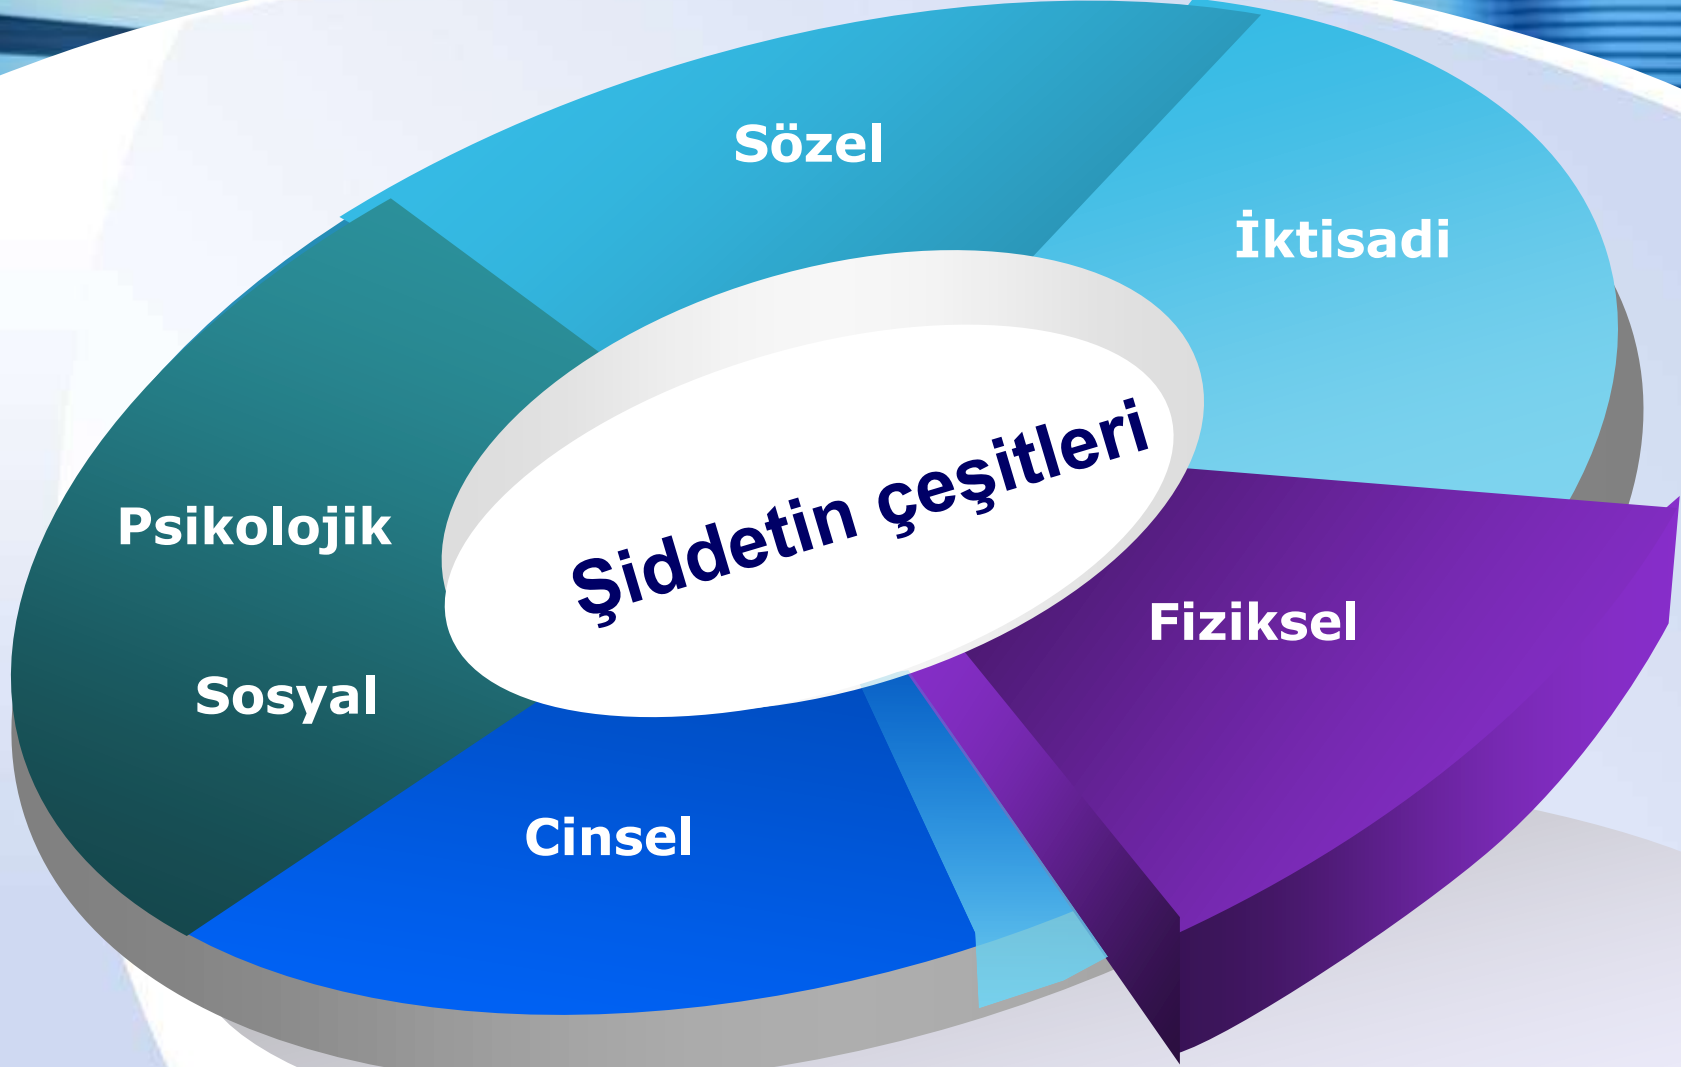 Sözel
İktisadi
Şiddetin çeşitleri
Psikolojik
Fiziksel
Sosyal
Cinsel